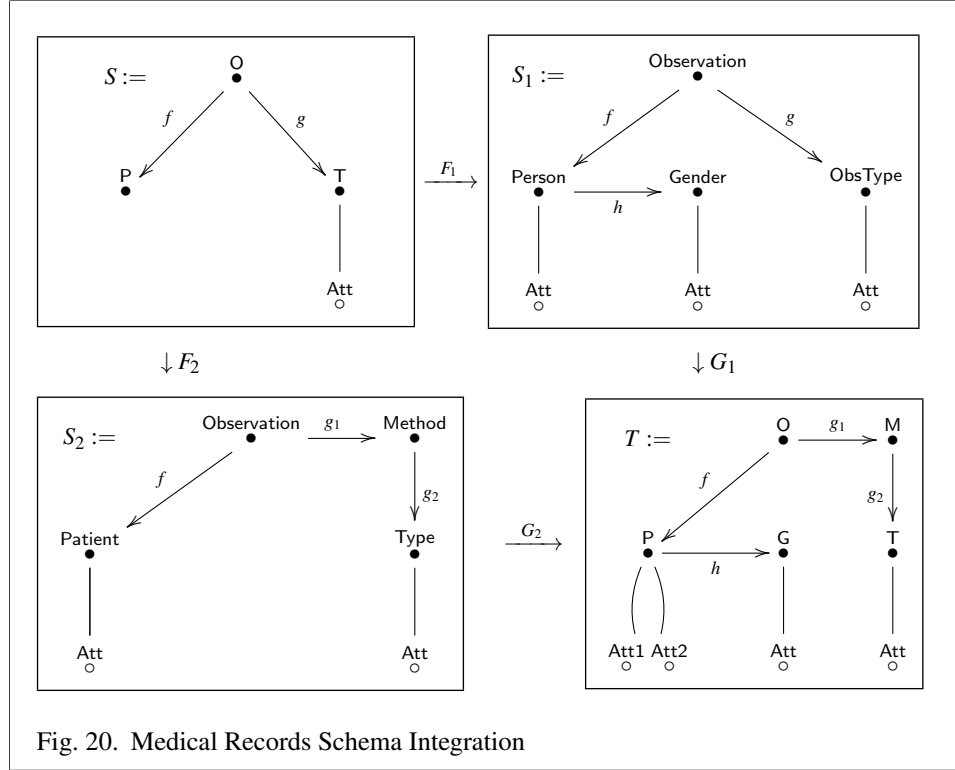 S :=
O
f
g
P
T
Att
F1
S1 :=
Observation
f
g
Person
Gender
ObsType
h
Att
Att
Att
↓ F2
↓ G1
S2 :=
Observation
g1
Method
f
g2
Patient
Type
Att
Att
G2
T :=
O
g1
M
f
g2
P
G
T
h
Att1
Att2
Att
Att
Fig. 20. Medical Records Schema Integration